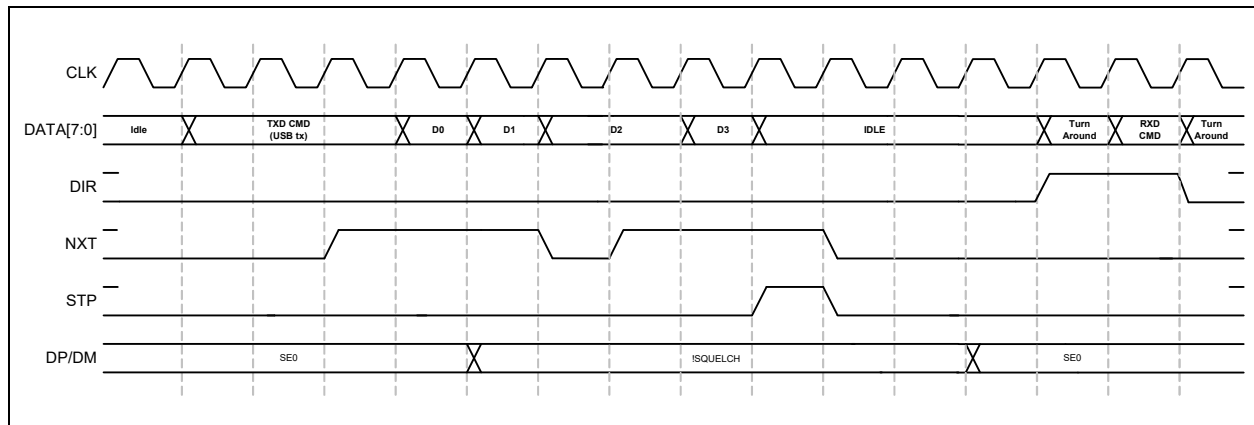 CLK
DATA[7:0]
Idle
TXD CMD
(USB tx)
D0
D1
D2
D3
IDLE
Turn
Around
RXD
CMD
Turn
Around
DIR
NXT
STP
DP/DM
SE0
!SQUELCH
SE0